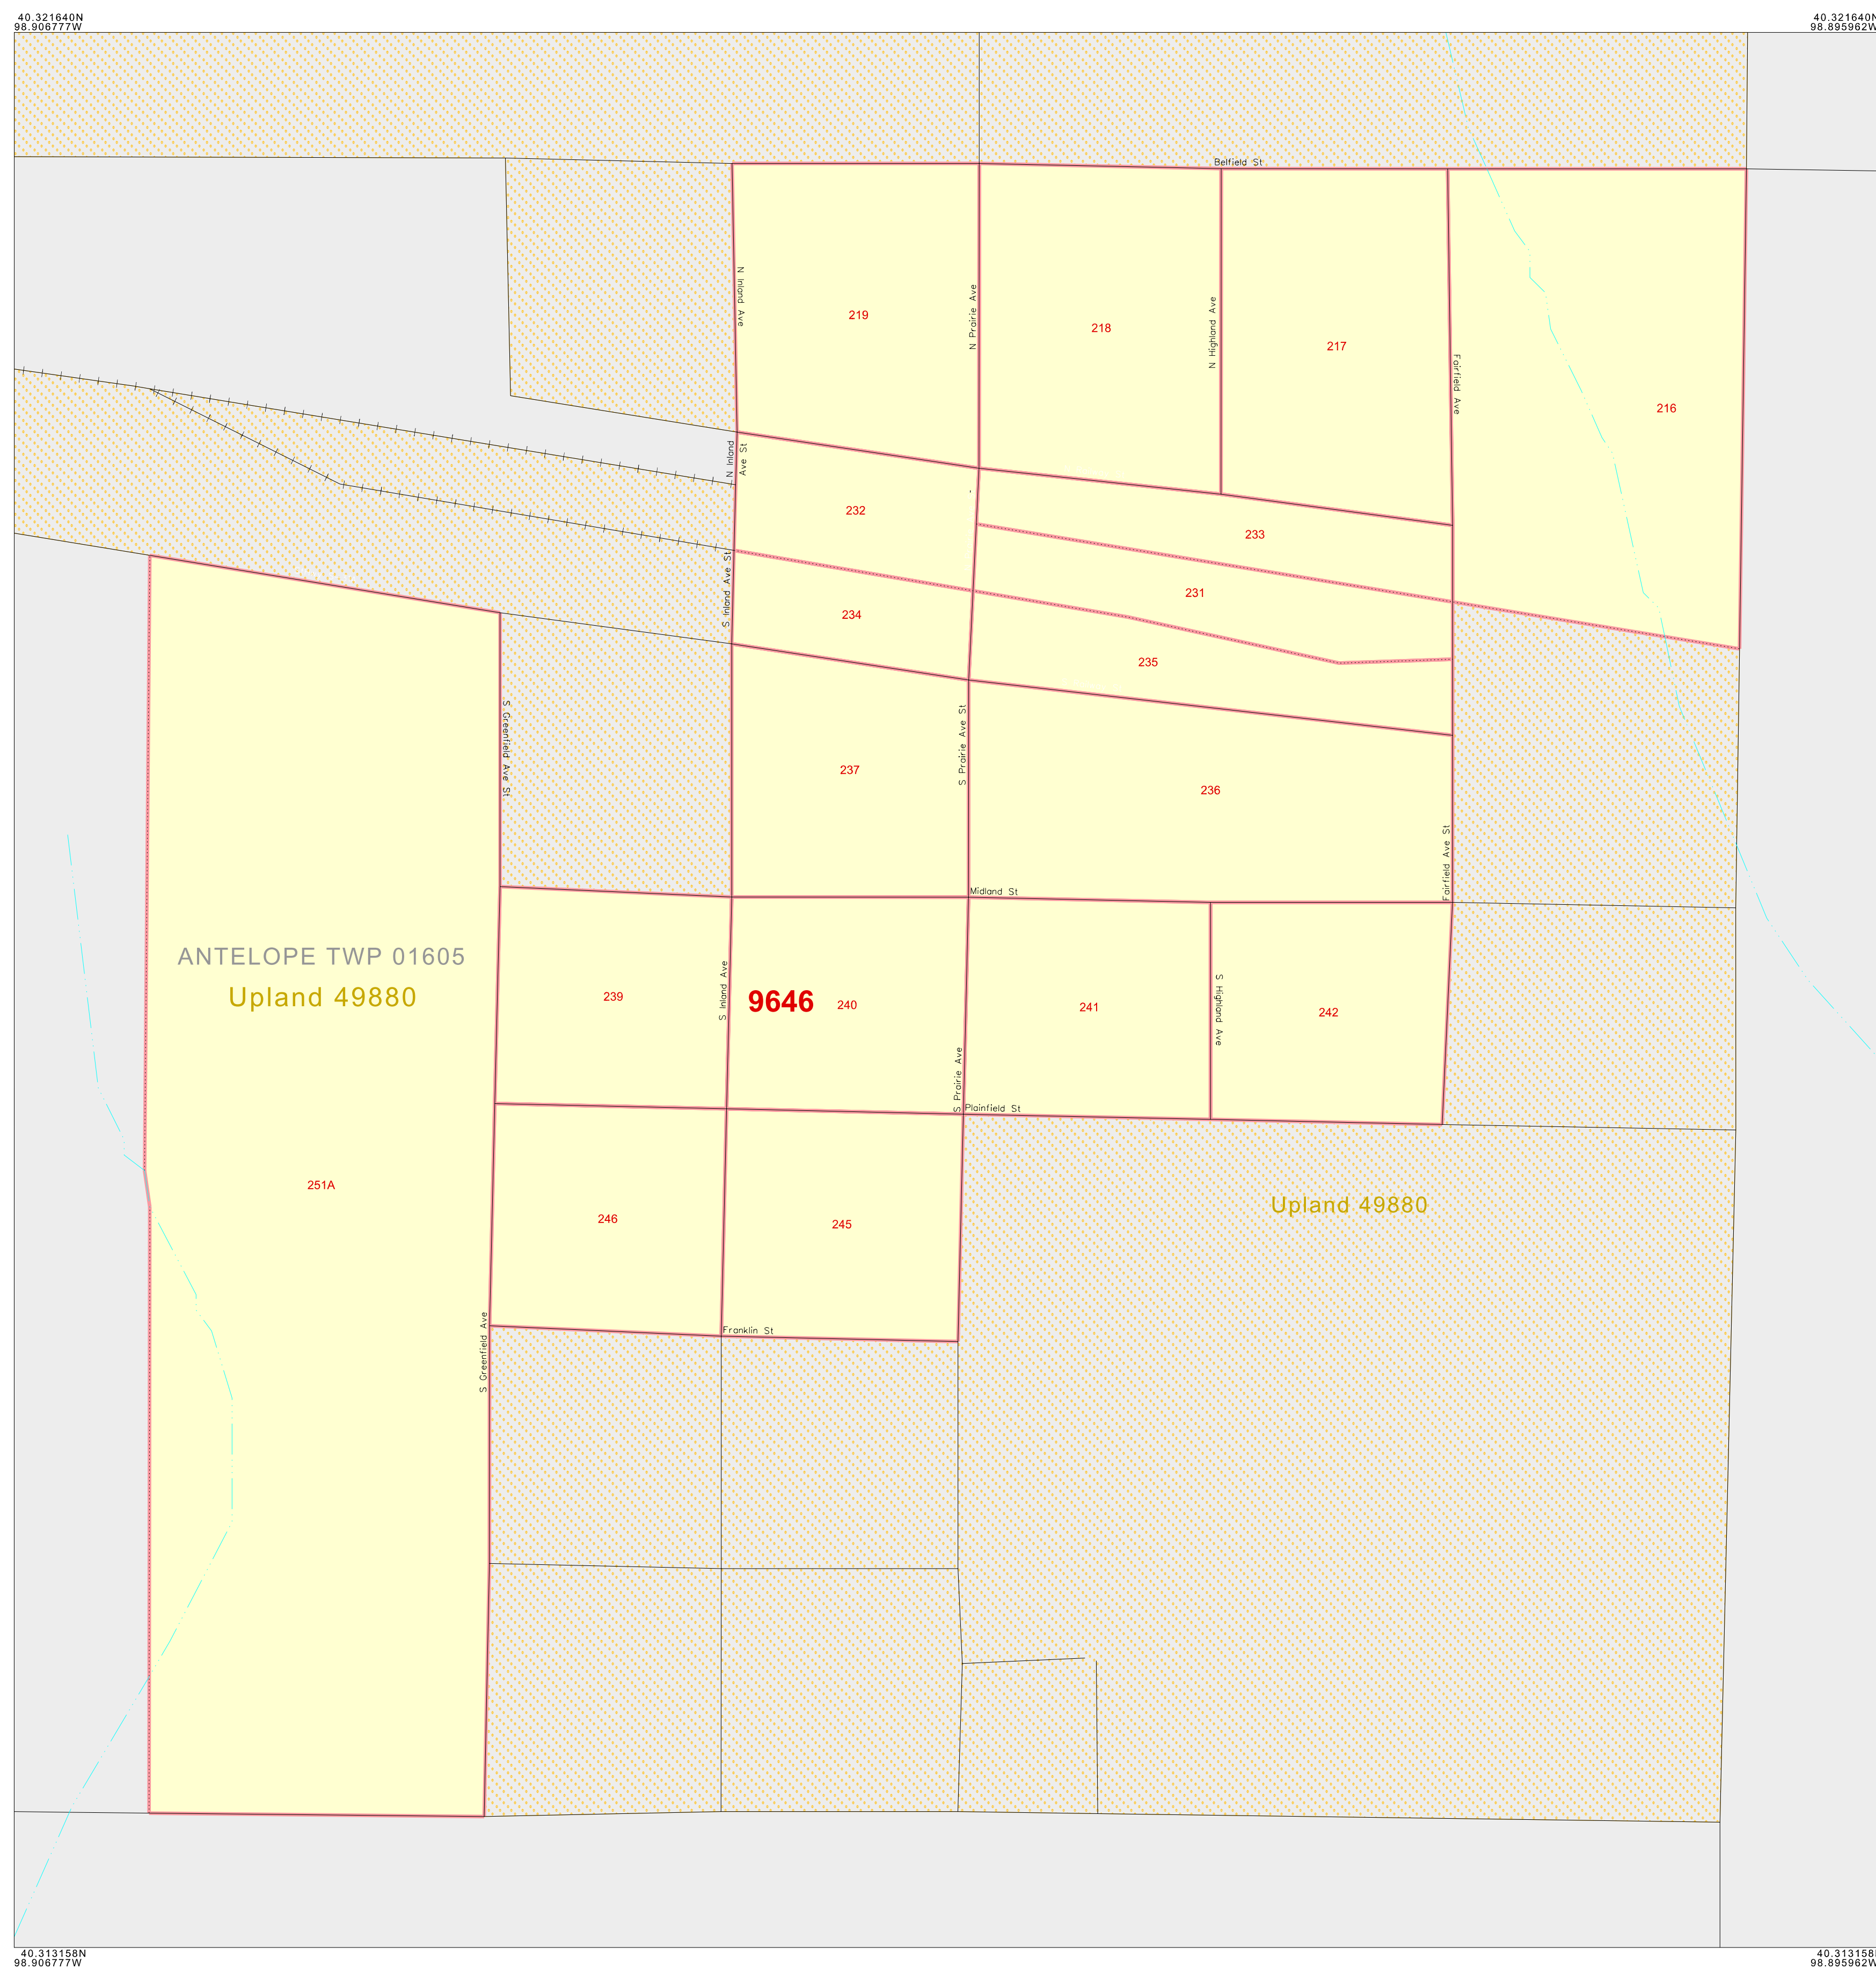 40.321640N
98.906777W
40.321640N
98.895962W
Belfield St
N Inland Ave
219
N Prairie Ave
218
N Highland Ave
217
Fairfield Ave
216
N Inland
Ave St
232
233
S Inland Ave St
234
231
235
S Greenfield Ave St
237
S Prairie Ave St
236
Fairfield Ave St
Midland St
ANTELOPE TWP 01605
Upland 49880
239
S Inland Ave
9646
240
241
S Highland Ave
242
S Prairie Ave
Plainfield St
251A
246
245
Upland 49880
S Greenfield Ave
Franklin St
40.313158N
98.906777W
40.313158N
98.895962W